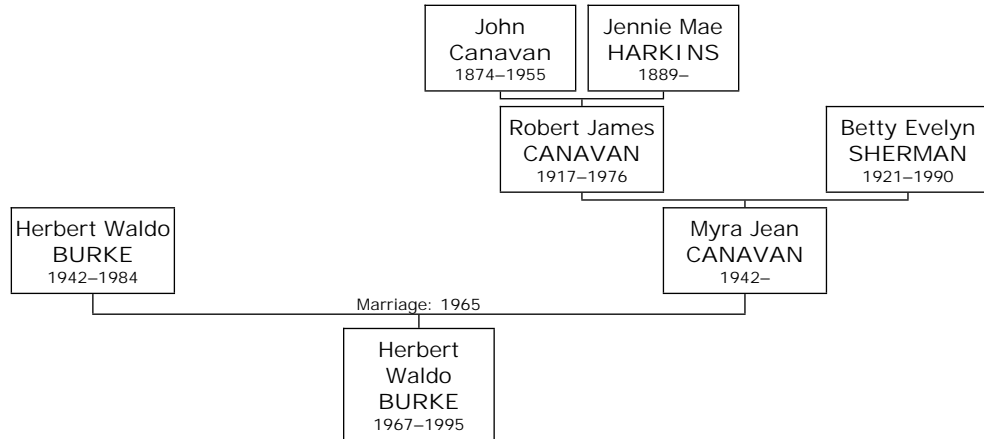 John
Canavan
1874–1955
Jennie Mae
HARKINS
1889–
Robert James
CANAVAN
1917–1976
Betty Evelyn
SHERMAN
1921–1990
Herbert Waldo
BURKE
1942–1984
Myra Jean
CANAVAN
1942–
Marriage: 1965
Herbert
Waldo
BURKE
1967–1995